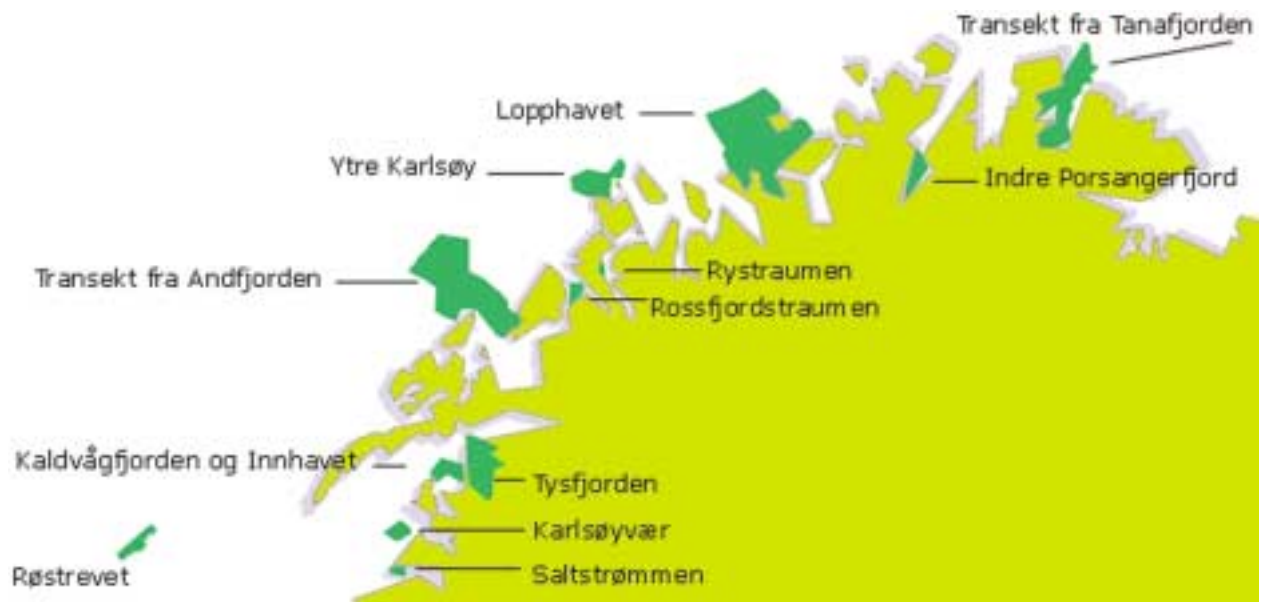 Transekt fra Tanafjorden
Lopphavet
Ytre Karlsøy
Indre Porsangerfjord
Transekt fra Andfjorden
Rystraumen
Rossfjordstraumen
Kaldvågfjorden og Innhavet
Tysfjorden
Karlsøyvær
Røstrevet
Saltstrømmen